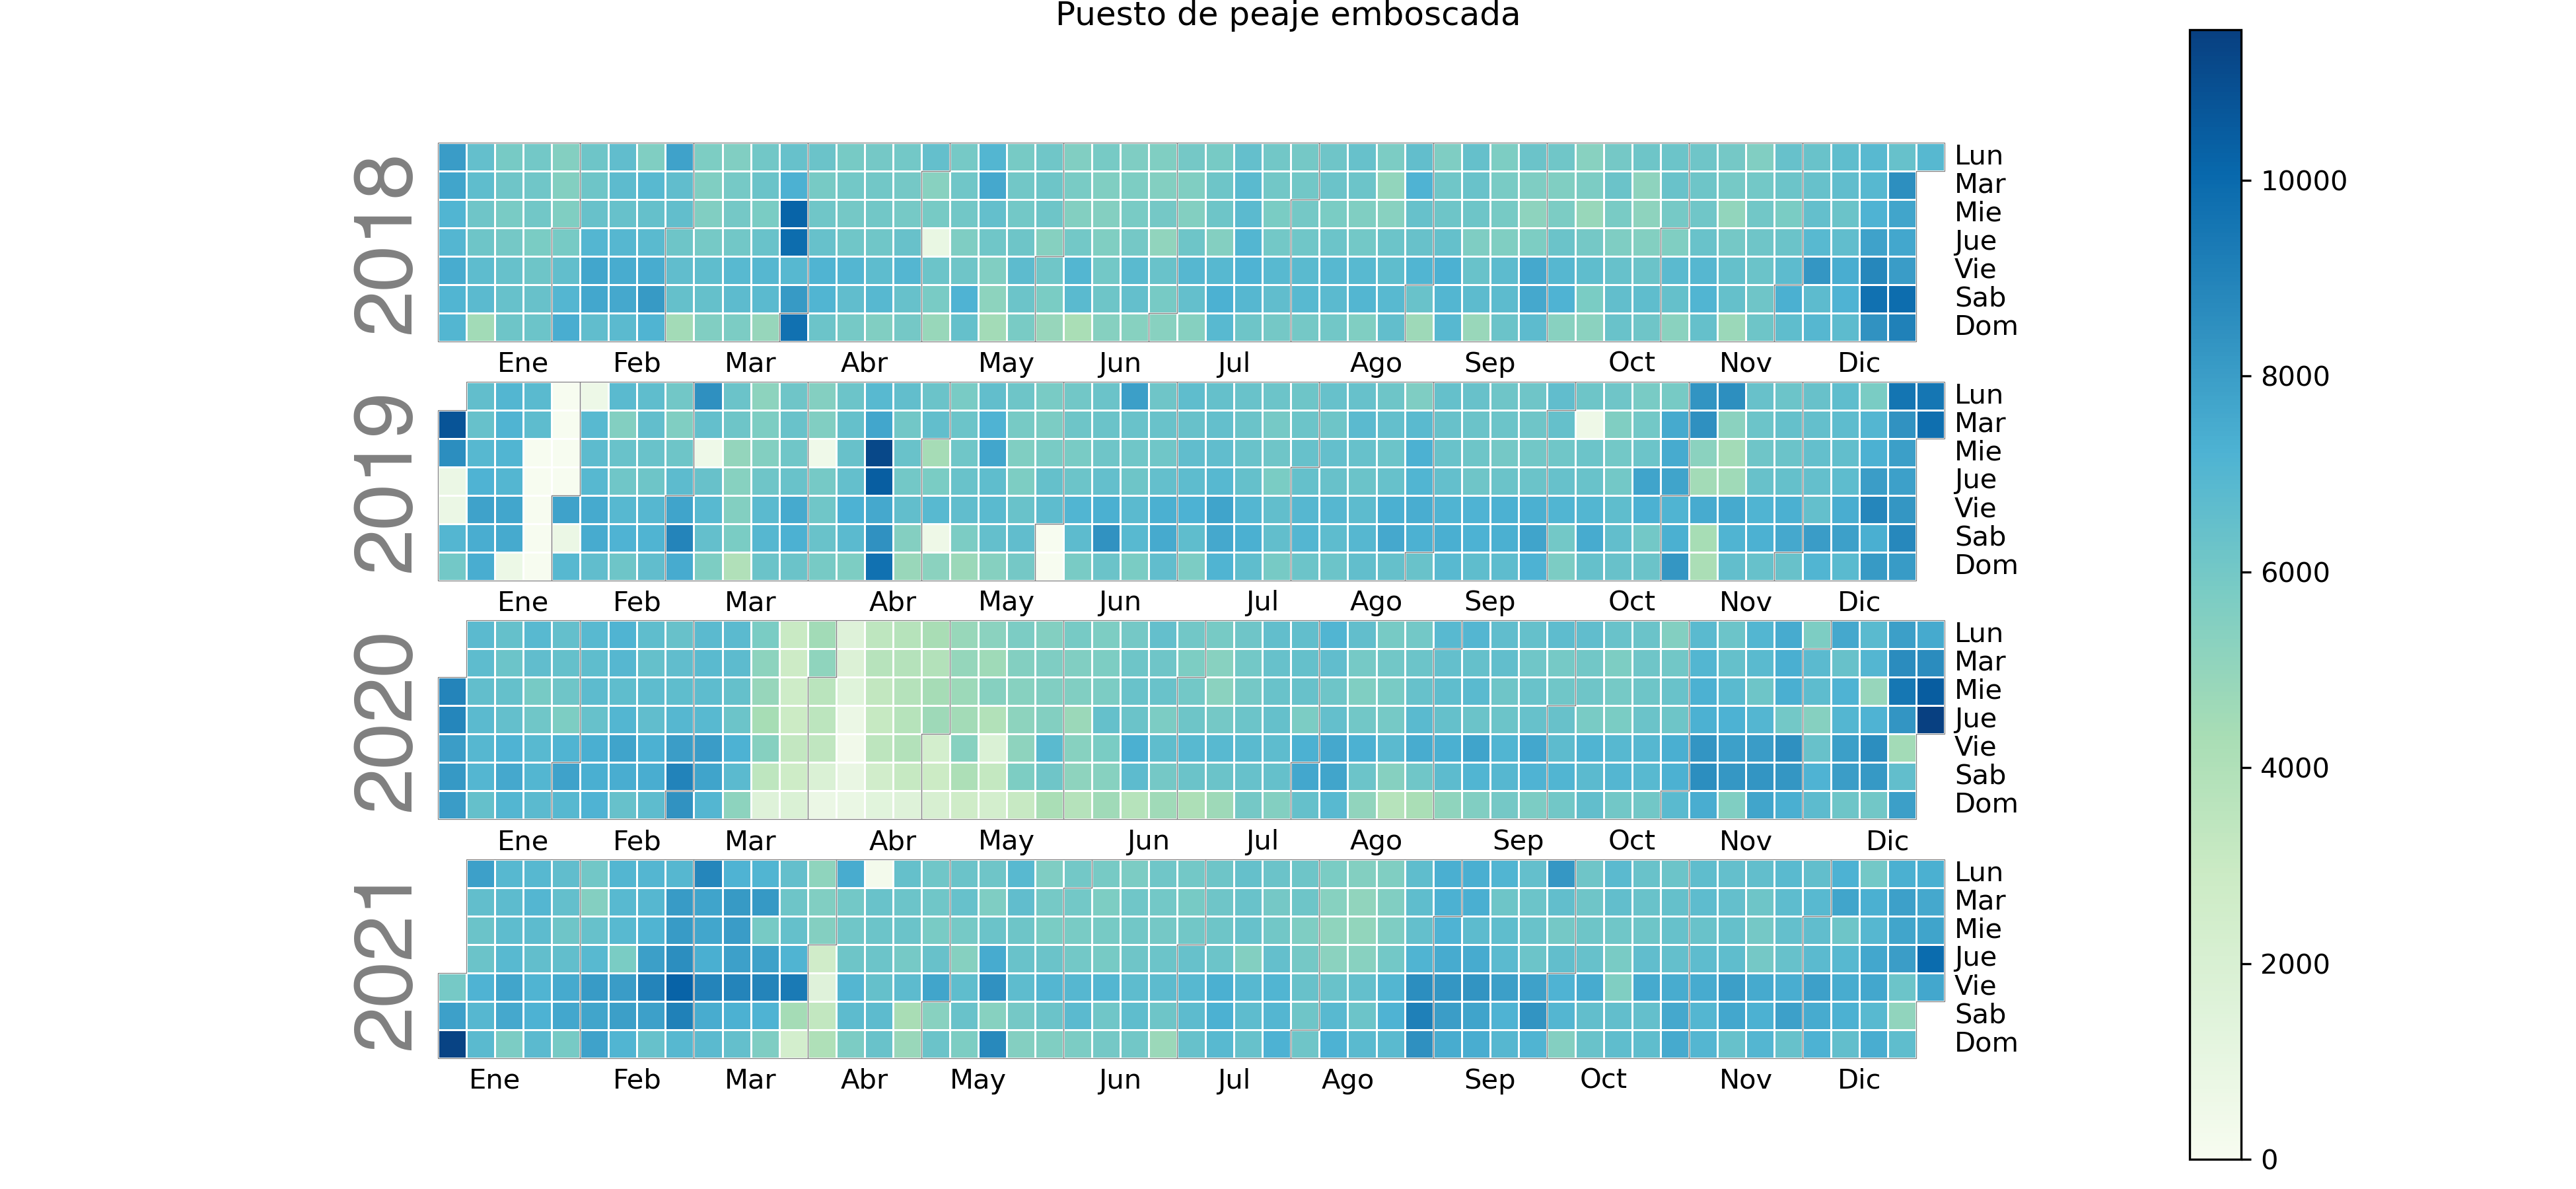 Puesto de peaje emboscada
2018
Lun
Mar
Mie
Jue
Vie
Sab
Dom
Ene Feb Mar Abr May Jun Jul Ago Sep Oct Nov Dic
2019
Lun
Mar
Mie
Jue
Vie
Sab
Dom
Ene Feb Mar Abr May Jun Jul Ago Sep Oct Nov Dic
2020
Lun
Mar
Mie
Jue
Vie
Sab
Dom
Ene Feb Mar Abr May Jun Jul Ago Sep Oct Nov Dic
2021
Lun
Mar
Mie
Jue
Vie
Sab
Dom
Ene Feb Mar Abr May Jun Jul Ago Sep Oct Nov Dic
10000
8000
6000
4000
2000
0